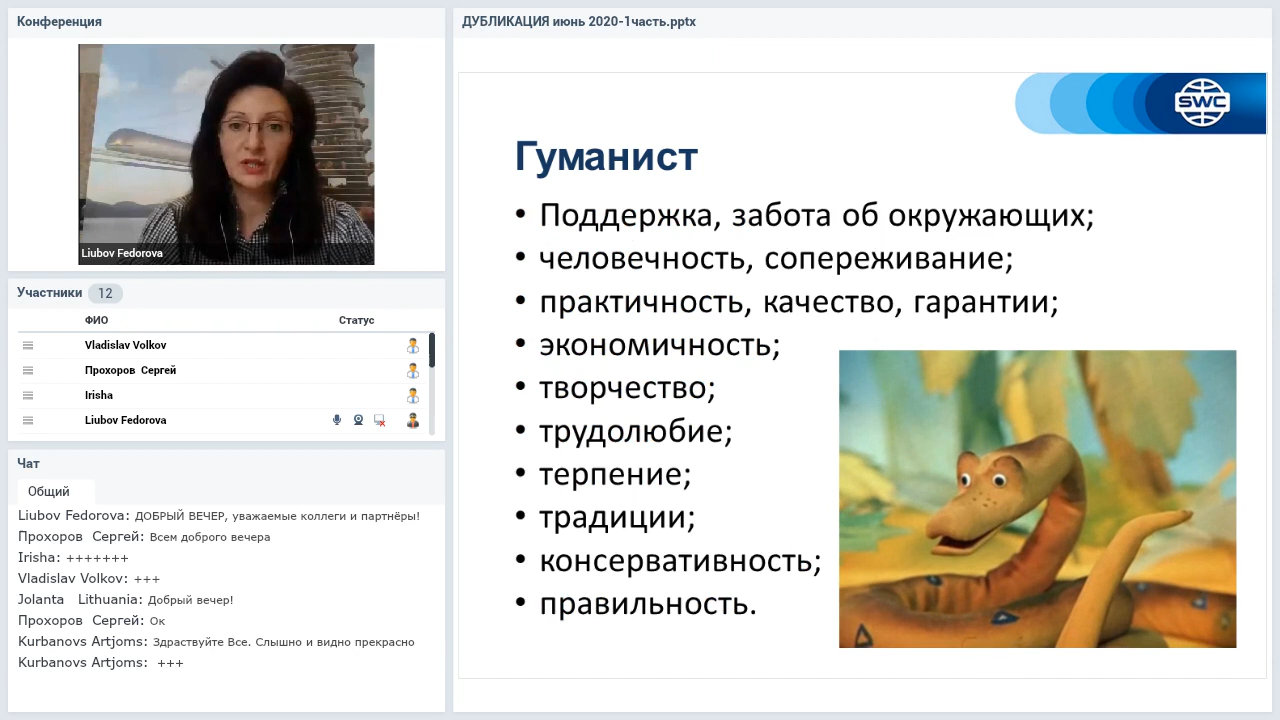 Конференция
Liubov Fedorova
Участники 12
ФИО Статус
Vladislav Volkov
Прохоров Сергей
Irisha
Liubov Fedorova
Чат
Общий
Liubov Fedorova: ДОБРЫЙ ВЕЧЕР, уважаемые коллеги и партнёры!
Прохоров Сергей: Всем доброго вечера
Irisha: +++++++
Vladislav Volkov: +++
Jolanta Lithuania: Добрый вечер!
Прохоров Сергей: Ок
Kurbanovs Artjoms: Здраствуйте Все. Слышно и видно прекрасно
Kurbanovs Artjoms: +++
ДУБЛИКАЦИЯ июнь 2020-1часть.pptx
SWC
Гуманист
• Поддержка, забота об окружающих;
• человечность, сопереживание;
• практичность, качество, гарантии;
• экономичность;
• творчество;
• трудолюбие;
• терпение;
• традиции;
• консервативность;
• правильность.